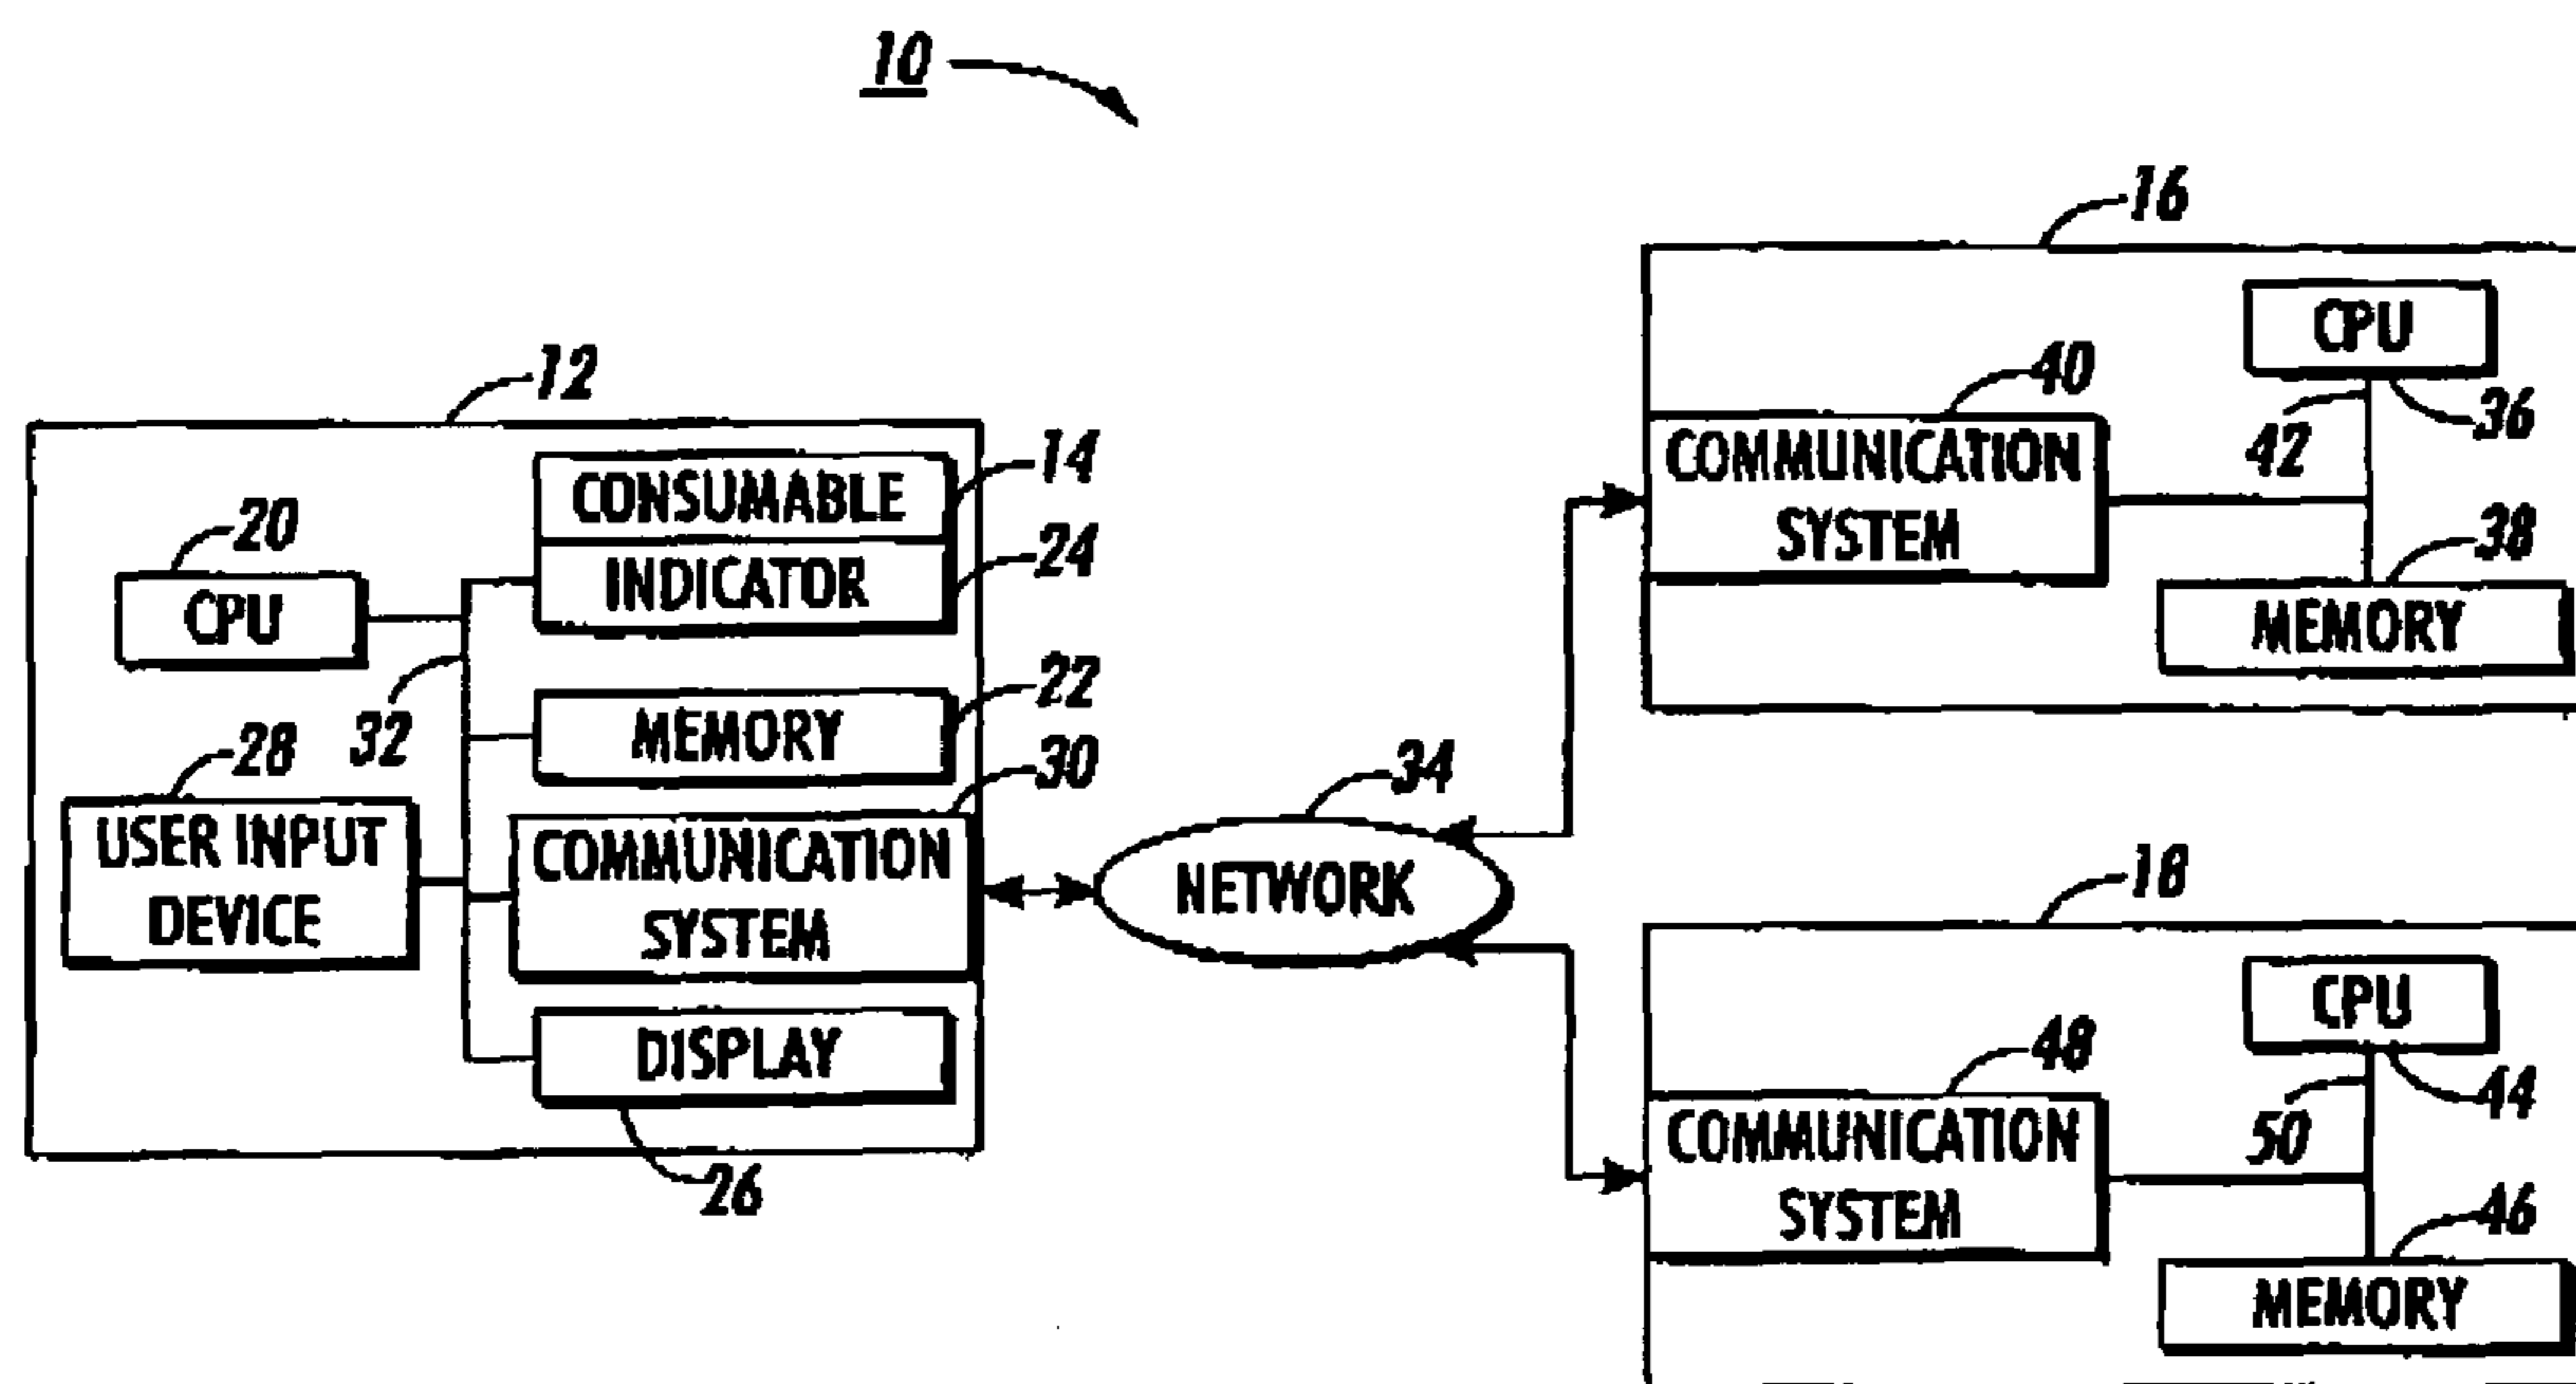 10
12
CONSUMABLE
14
INDICATOR
24
20
CPU
32
MEMORY
22
28
USER INPUT
DEVICE
COMMUNICATION
SYSTEM
30
DISPLAY
26
34
NETWORK
16
CPU
36
40
COMMUNICATION
SYSTEM
42
38
MEMORY
18
CPU
44
48
COMMUNICATION
SYSTEM
50
46
MEMORY